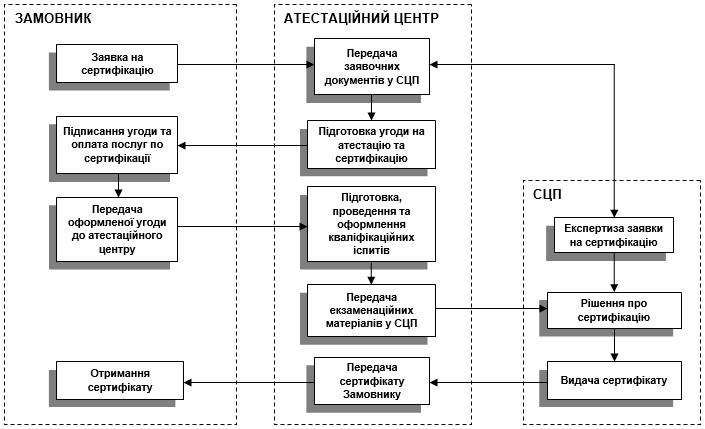 ЗАМОВНИК
Заявка на
сертифікацію
Підписання угоди та
оплата послуг по
сертифікації
Передача
оформленої угоди
до атестаційного
центру
Отримання
сертифікату
АТЕСТАЦІЙНИЙ ЦЕНТР
Передача
заявочних
документів у СЦП
Підготовка угоди на
атестацію та
сертифікацію
Підготовка,
проведення та
оформлення
кваліфікаційних
іспитів
Передача
екзаменаційних
матеріалів у СЦП
Передача
сертифікату
Замовнику
СЦП
Експертиза заявки
на сертифікацію
Рішення про
сертифікацію
Видача сертифікату